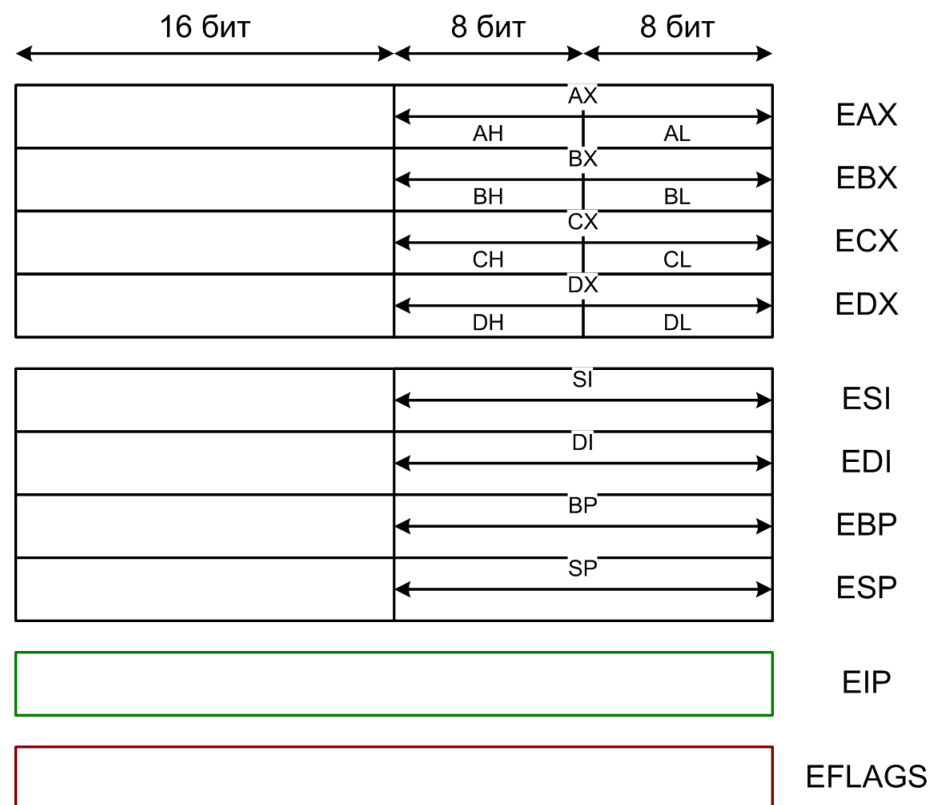 16 бит 8 бит 8 бит
AX
EAX
AH AL
BX
EBX
BH BL
CX
ECX
CH CL
DX
EDX
DH DL
SI
ESI
DI
EDI
BP
EBP
SP
ESP
EIP
EFLAGS